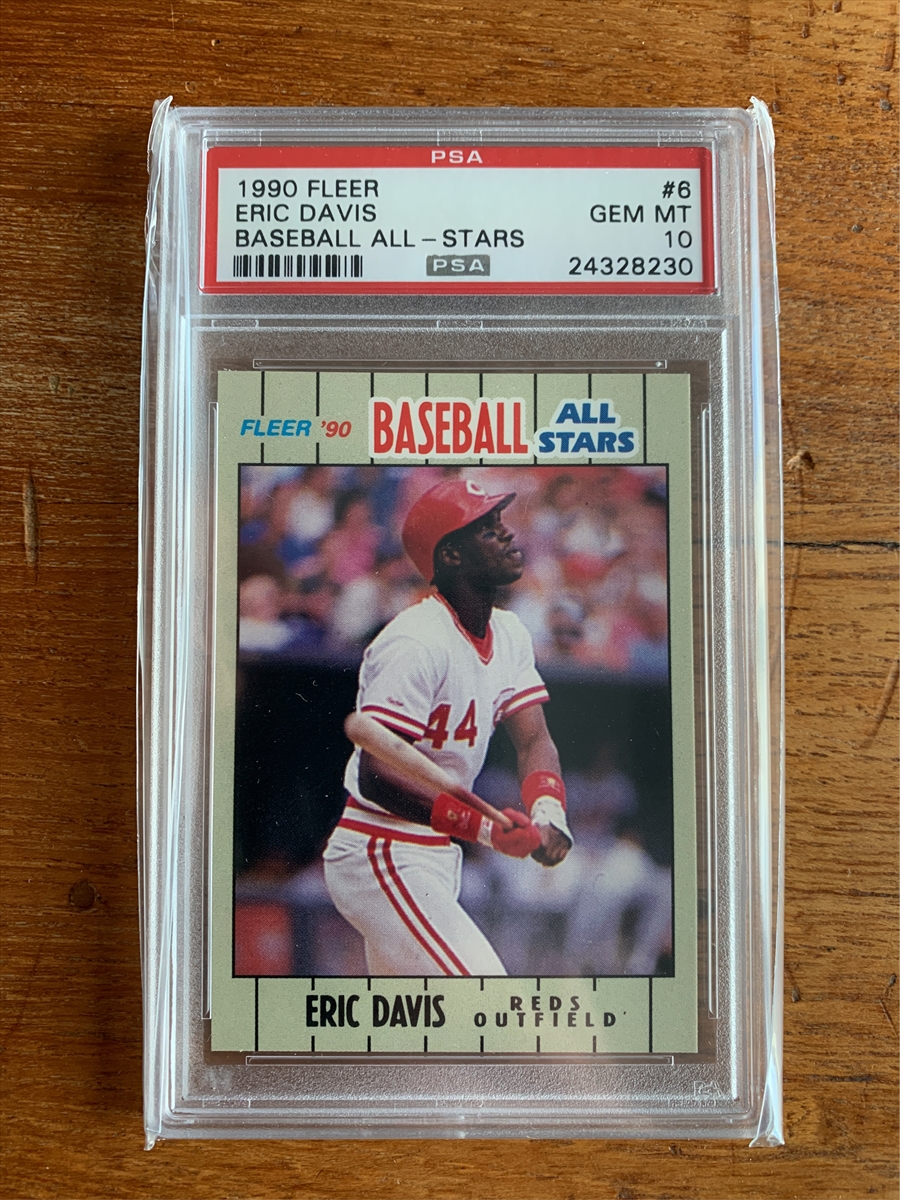 PSA
1990 FLEER #6
ERIC DAVIS GEM MT
BASEBALL ALL-STARS 10
PSA 24328230
FLEER '90 BASEBALL ALL STARS
C
44
ERIC DAVIS REDS
OUTFIELD